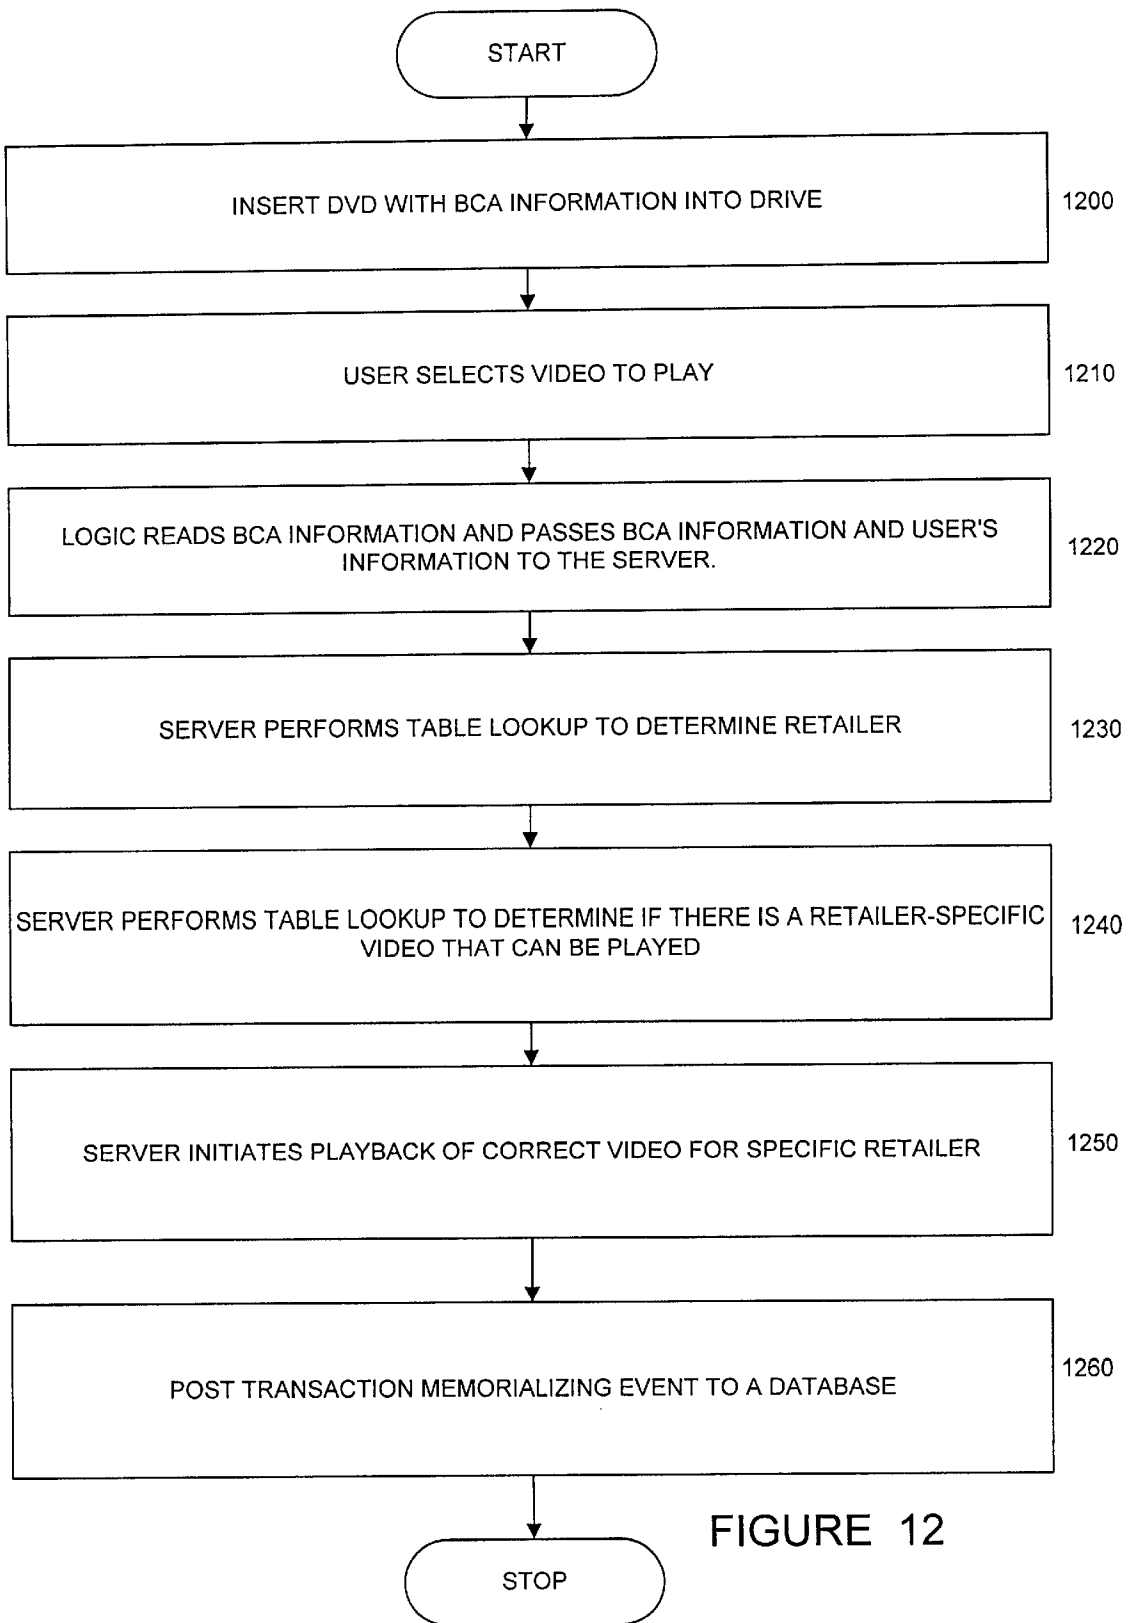 START
INSERT DVD WITH BCA INFORMATION INTO DRIVE
1200
USER SELECTS VIDEO TO PLAY
1210
LOGIC READS BCA INFORMATION AND PASSES BCA INFORMATION AND USER'S
INFORMATION TO THE SERVER.
1220
SERVER PERFORMS TABLE LOOKUP TO DETERMINE RETAILER
1230
SERVER PERFORMS TABLE LOOKUP TO DETERMINE IF THERE IS A RETAILER-SPECIFIC
VIDEO THAT CAN BE PLAYED
1240
SERVER INITIATES PLAYBACK OF CORRECT VIDEO FOR SPECIFIC RETAILER
1250
POST TRANSACTION MEMORIALIZING EVENT TO A DATABASE
1260
FIGURE 12
STOP